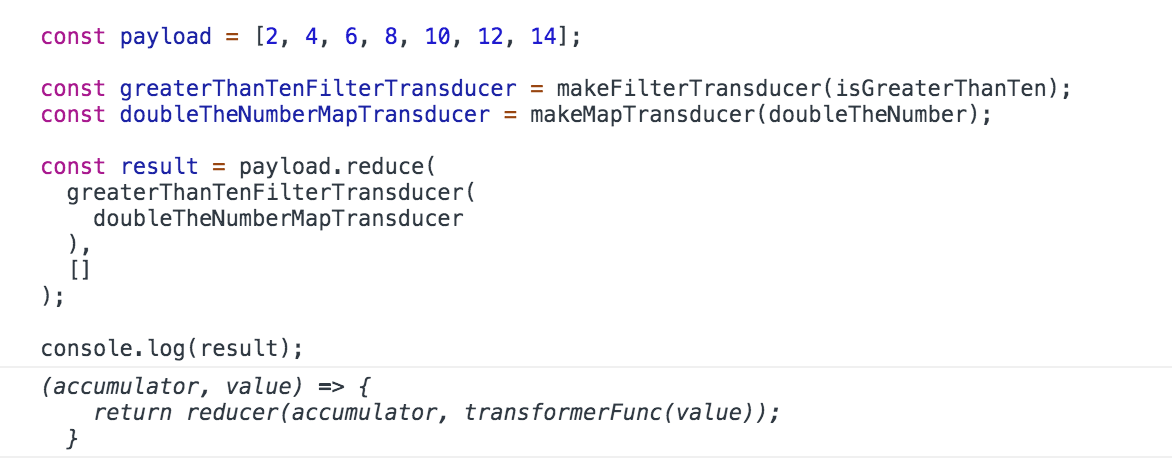 const payload = [2, 4, 6, 8, 10, 12, 14];
const greaterThanTenFilterTransducer = makeFilterTransducer(isGreaterThanTen);
const doubleTheNumberMapTransducer = makeMapTransducer(doubleTheNumber);
const result = payload.reduce(
  greaterThanTenFilterTransducer(
    doubleTheNumberMapTransducer
  ),
  []
);
console.log(result);
(accumulator, value) => {
    return reducer(accumulator, transformerFunc(value));
  }